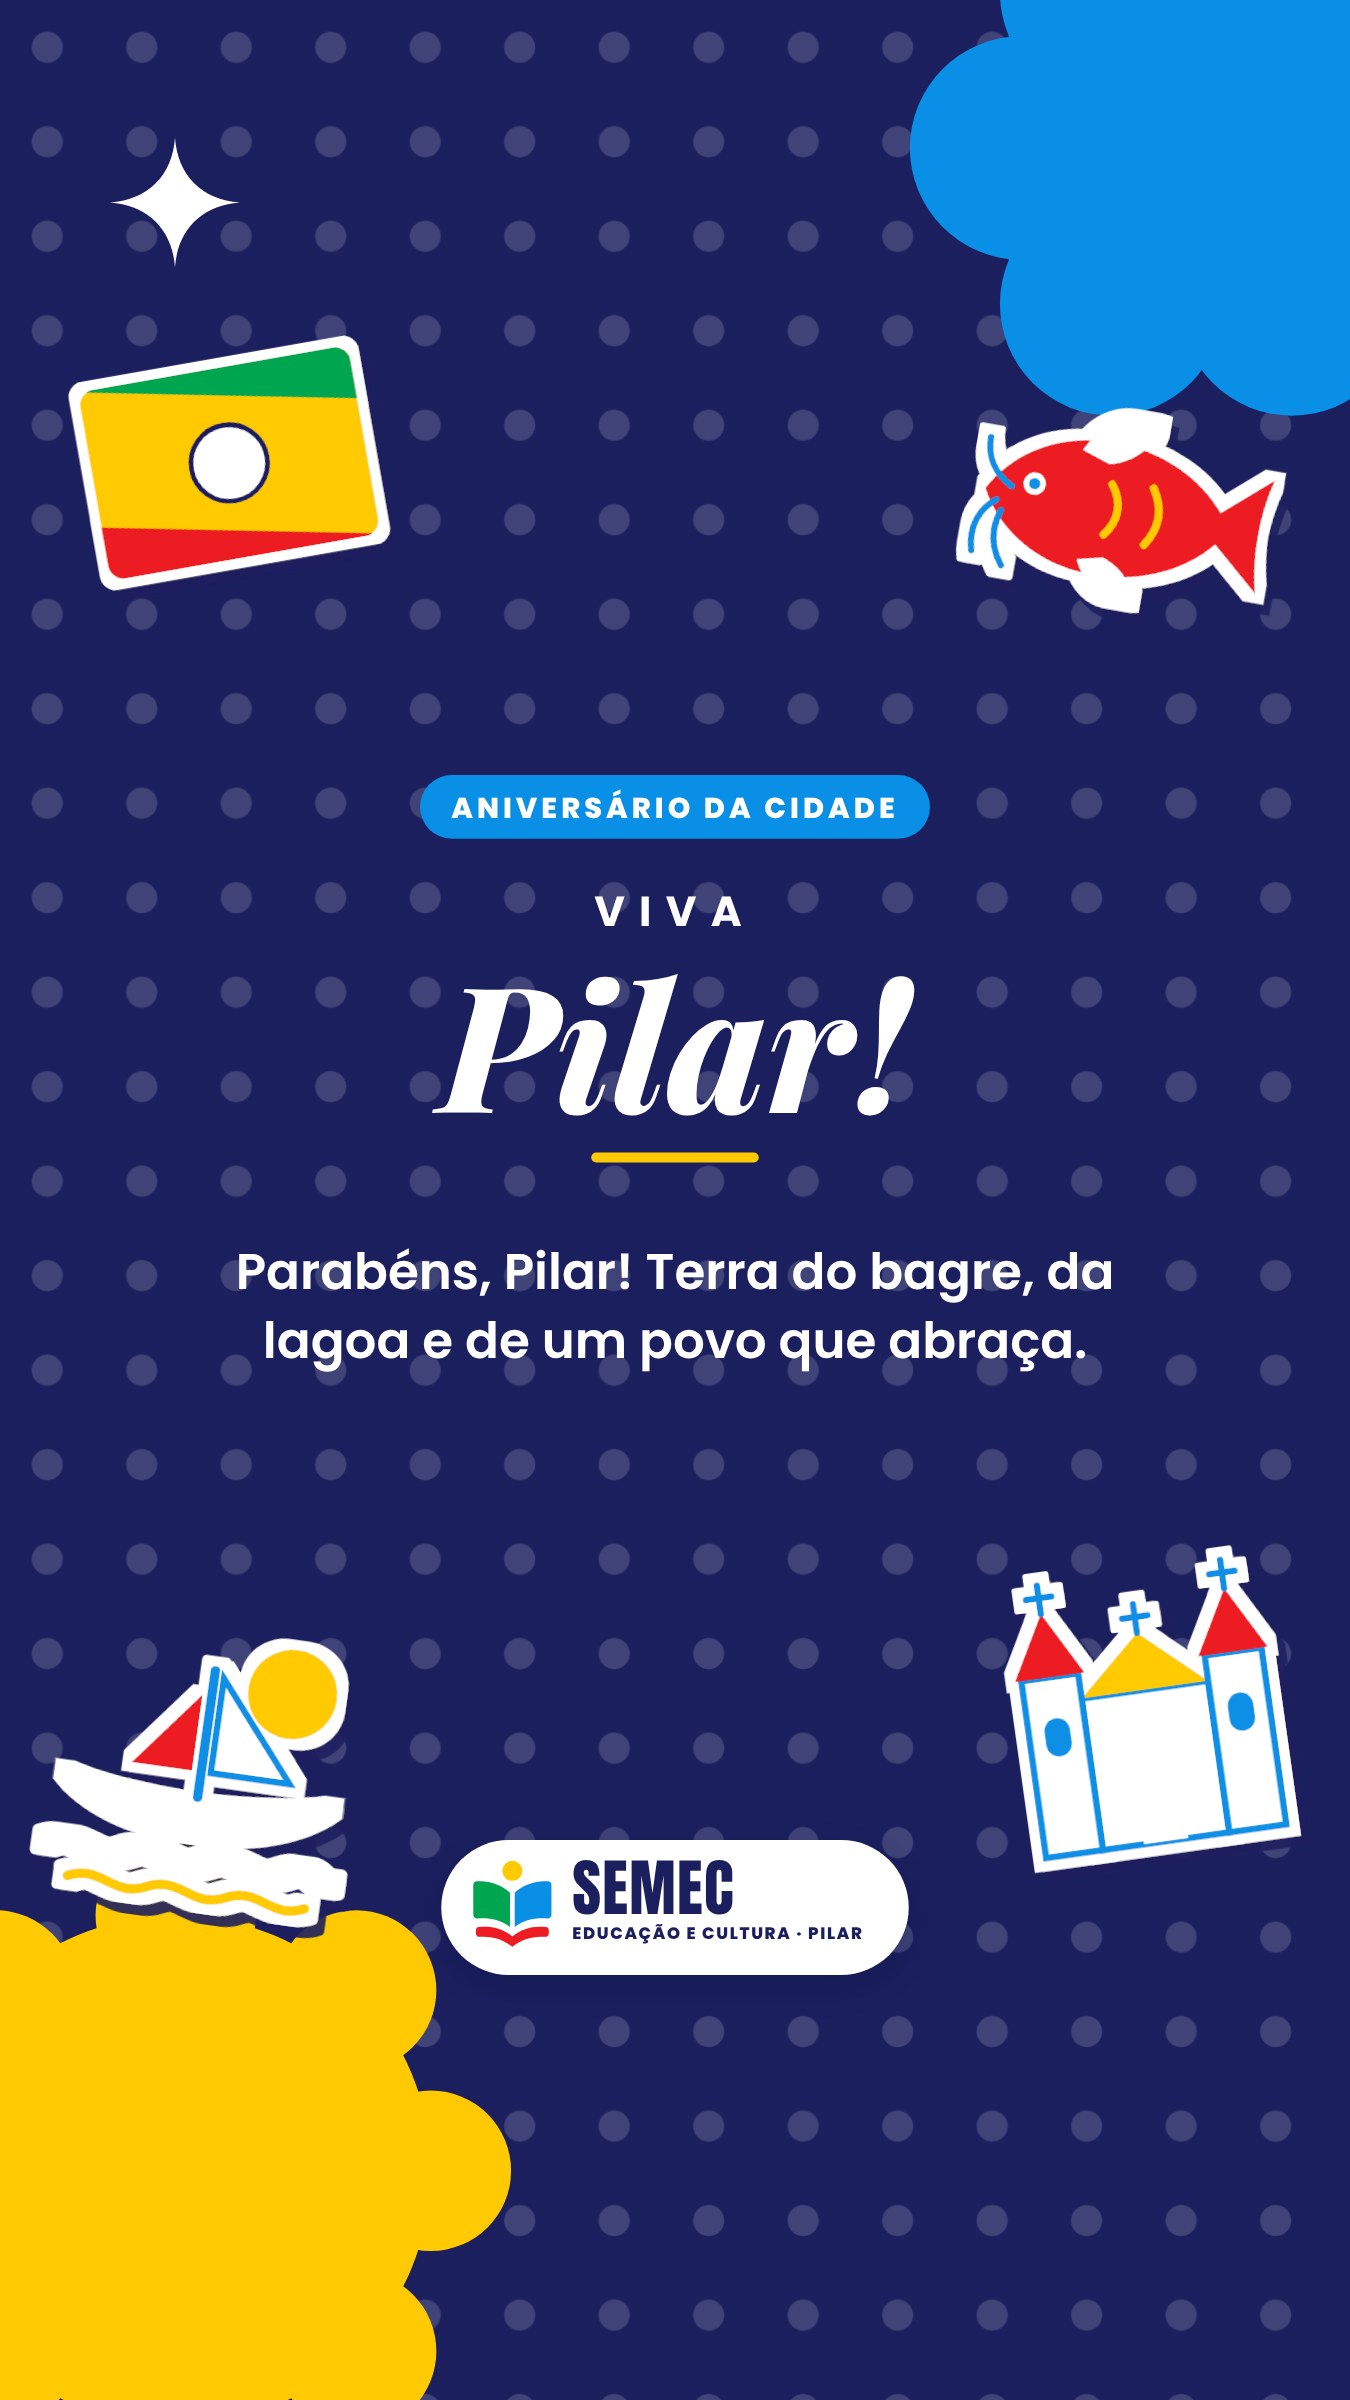 ANIVERSÁRIO DA CIDADE
VIVA
Pilar!
Parabéns, Pilar! Terra do bagre, da
lagoa e de um povo que abraça.
SEMEC
EDUCAÇÃO E CULTURA · PILAR